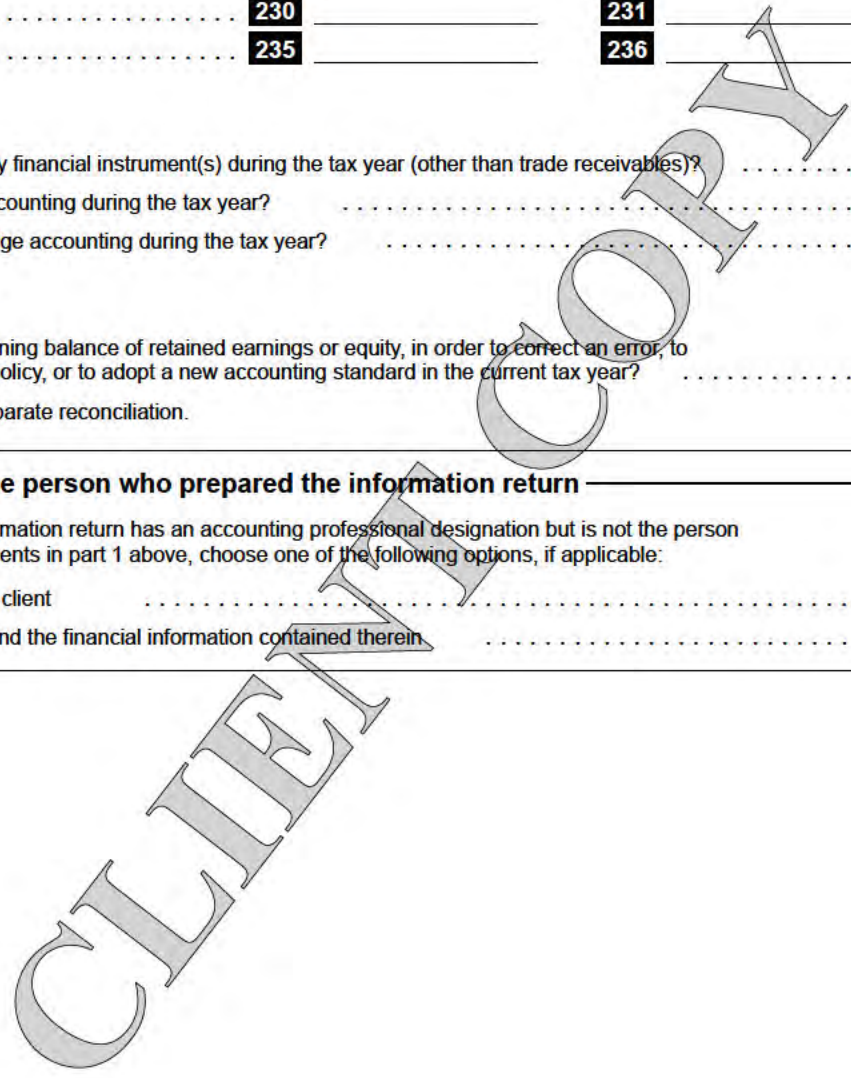 . . . . . . . . . . . . . . . . 230 231
. . . . . . . . . . . . . . . . 235 236
y financial instrument(s) during the tax year (other than trade receivables)? . . . . . . . .
counting during the tax year? . . . . . . . . . . . . . . . . . . . . . . . . . . . . . . . . . . .
ge accounting during the tax year? . . . . . . . . . . . . . . . . . . . . . . . . . . . . . . . .
ning balance of retained earnings or equity, in order to correct an error, to
olicy, or to adopt a new accounting standard in the current tax year? . . . . . . . . . . . .
parate reconciliation.
e person who prepared the information return
mation return has an accounting professional designation but is not the person
ents in part 1 above, choose one of the following options, if applicable:
client . . . . . . . . . . . . . . . . . . . . . . . . . . . . . . . . . . . . . . . . . . . . . . . .
nd the financial information contained therein . . . . . . . . . . . . . . . . . . . . . . . . .
CLIENT COPY